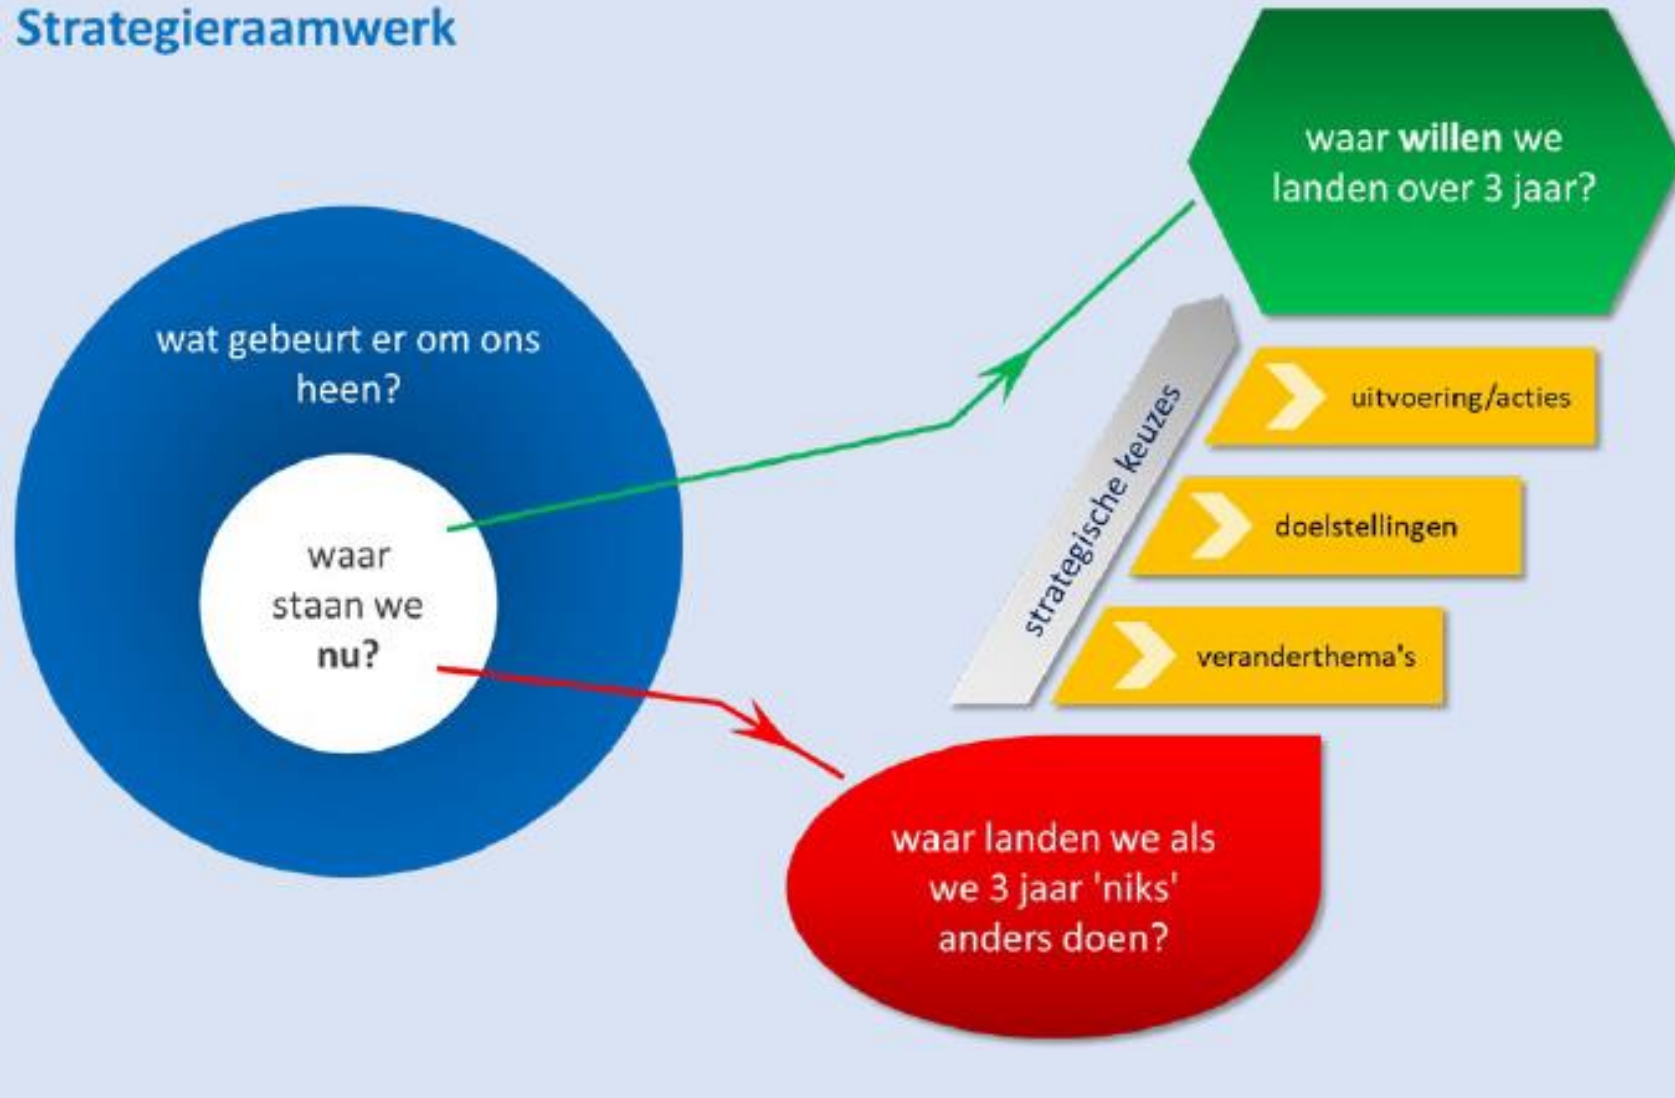 Strategieraamwerk
wat gebeurt er om ons
heen?
waar
staan we
nu?
waar willen we
landen over 3 jaar?
strategische keuzes
uitvoering/acties
doelstellingen
veranderthema's
waar landen we als
we 3 jaar 'niks'
anders doen?